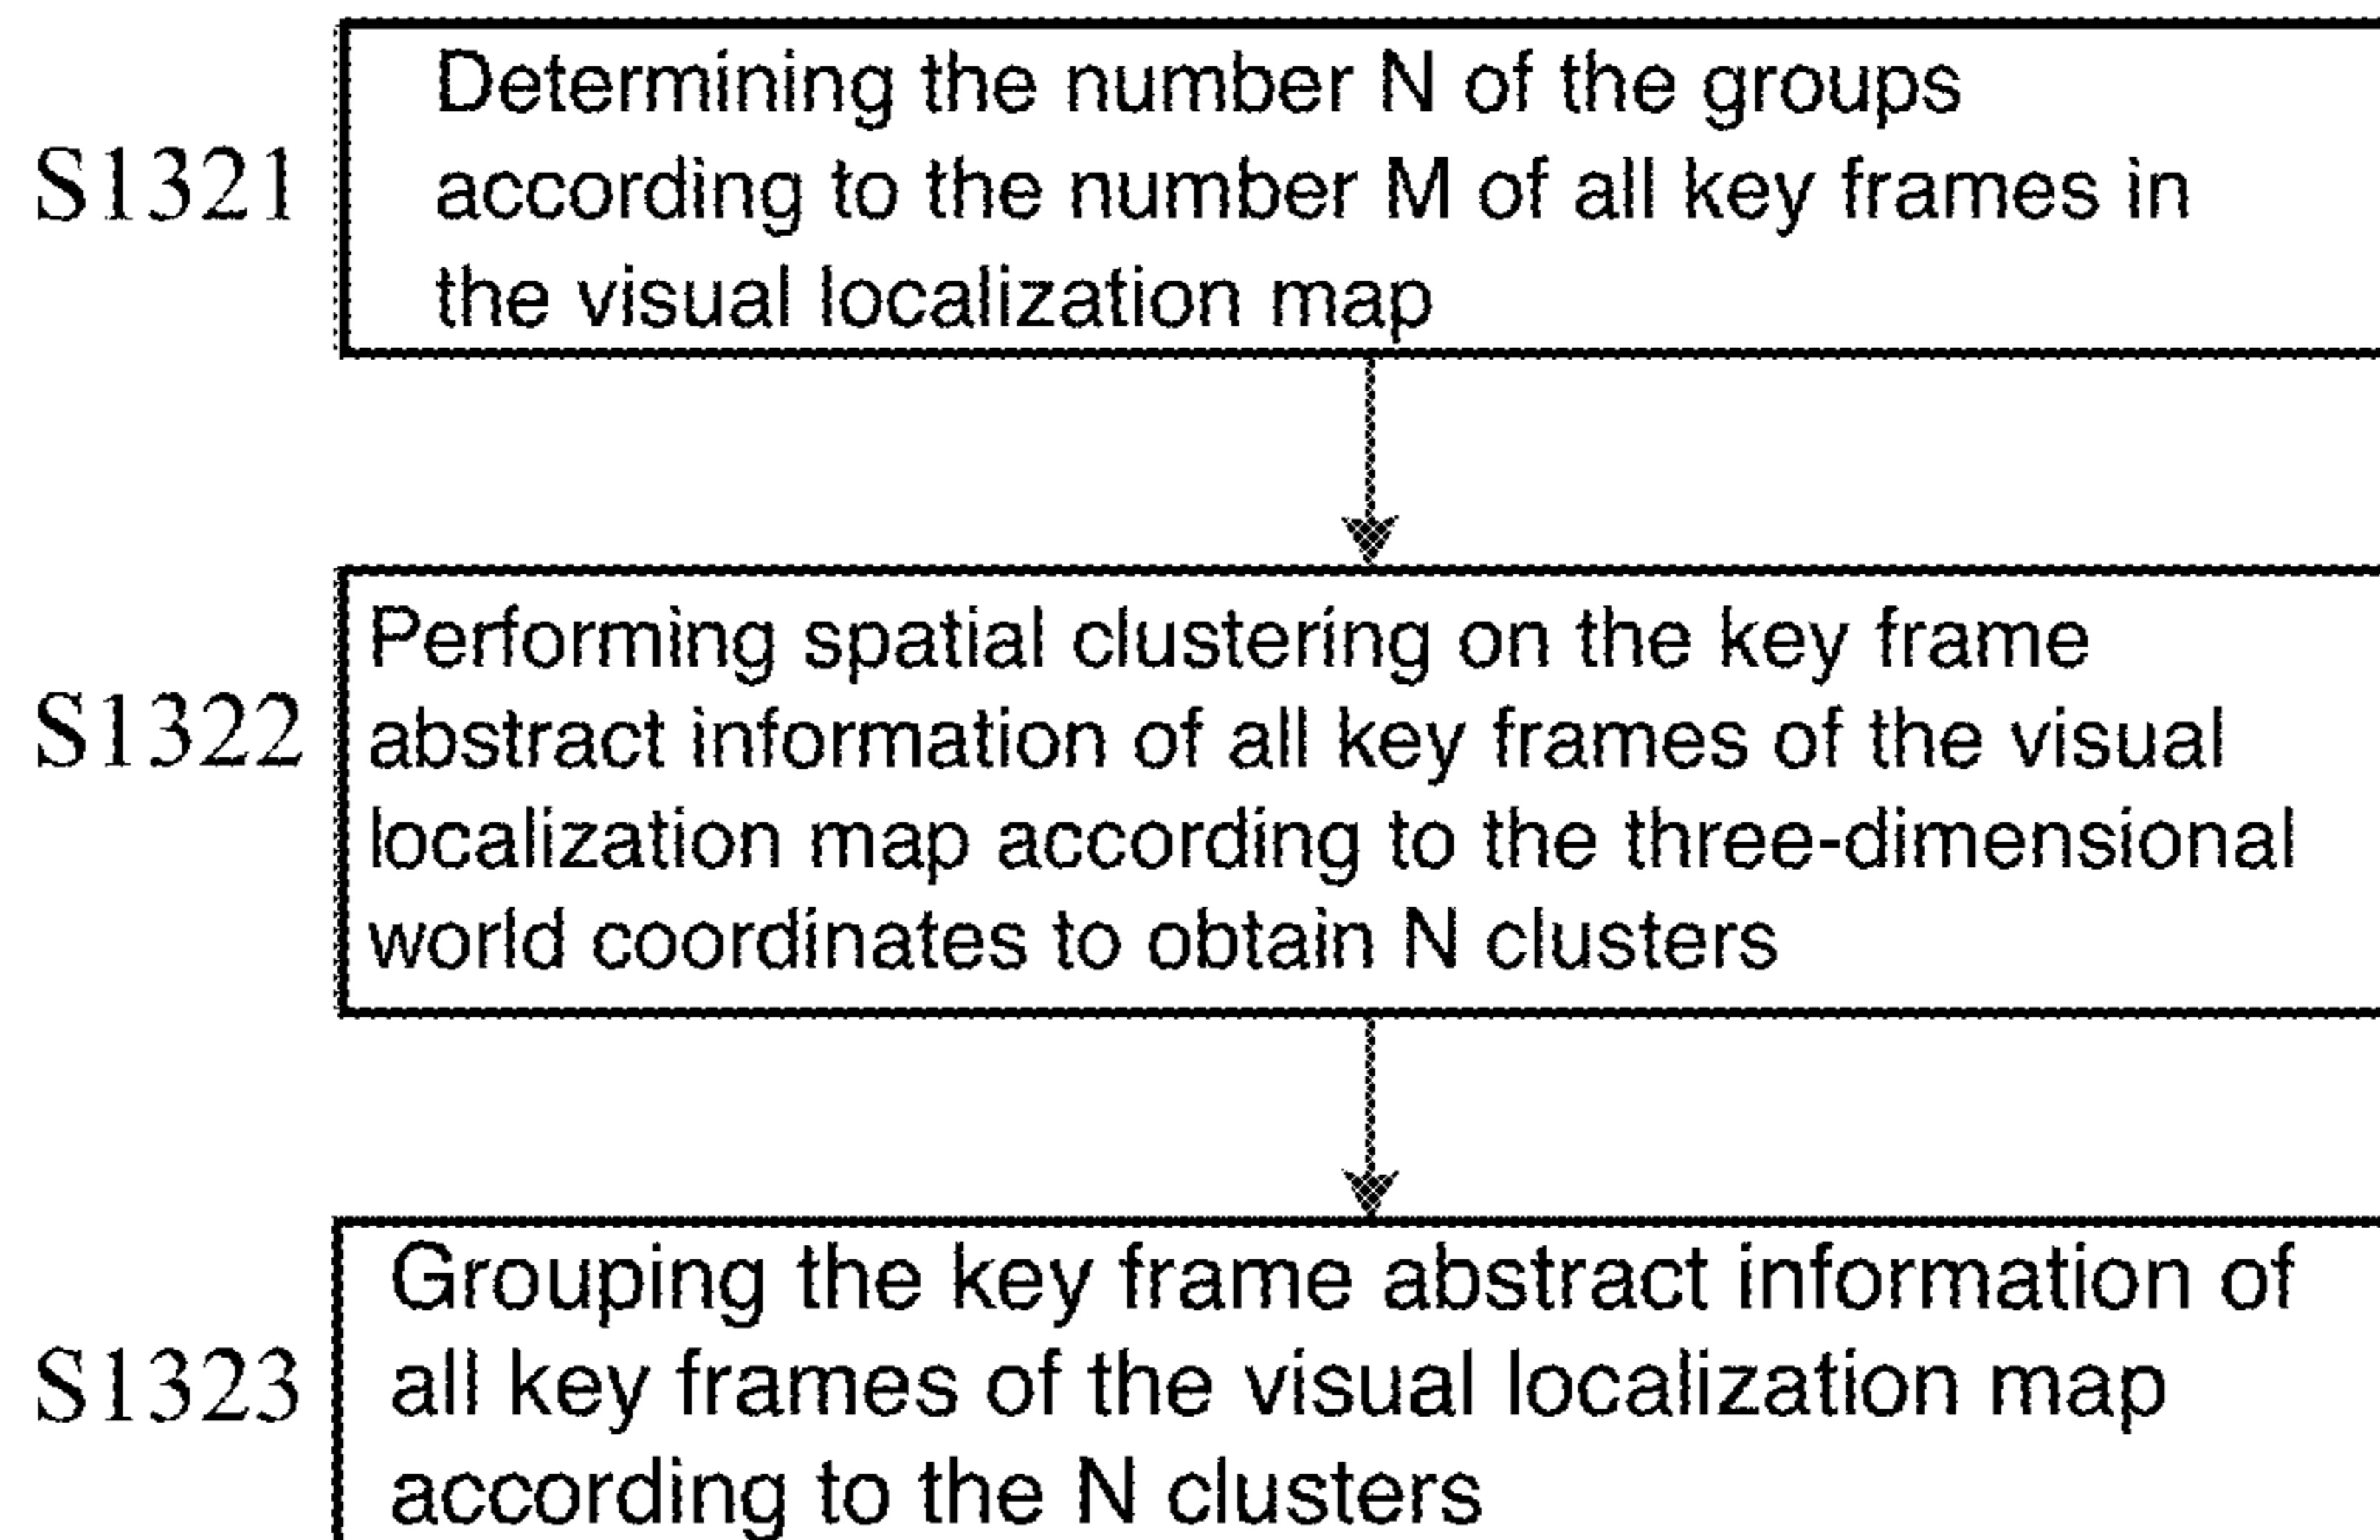 Determining the number N of the groups
S1321 according to the number M of all key frames in
the visual localization map
Performing spatial clustering on the key frame
S1322 abstract information of all key frames of the visual
localization map according to the three-dimensional
world coordinates to obtain N clusters
Grouping the key frame abstract information of
S1323 all key frames of the visual localization map
according to the N clusters